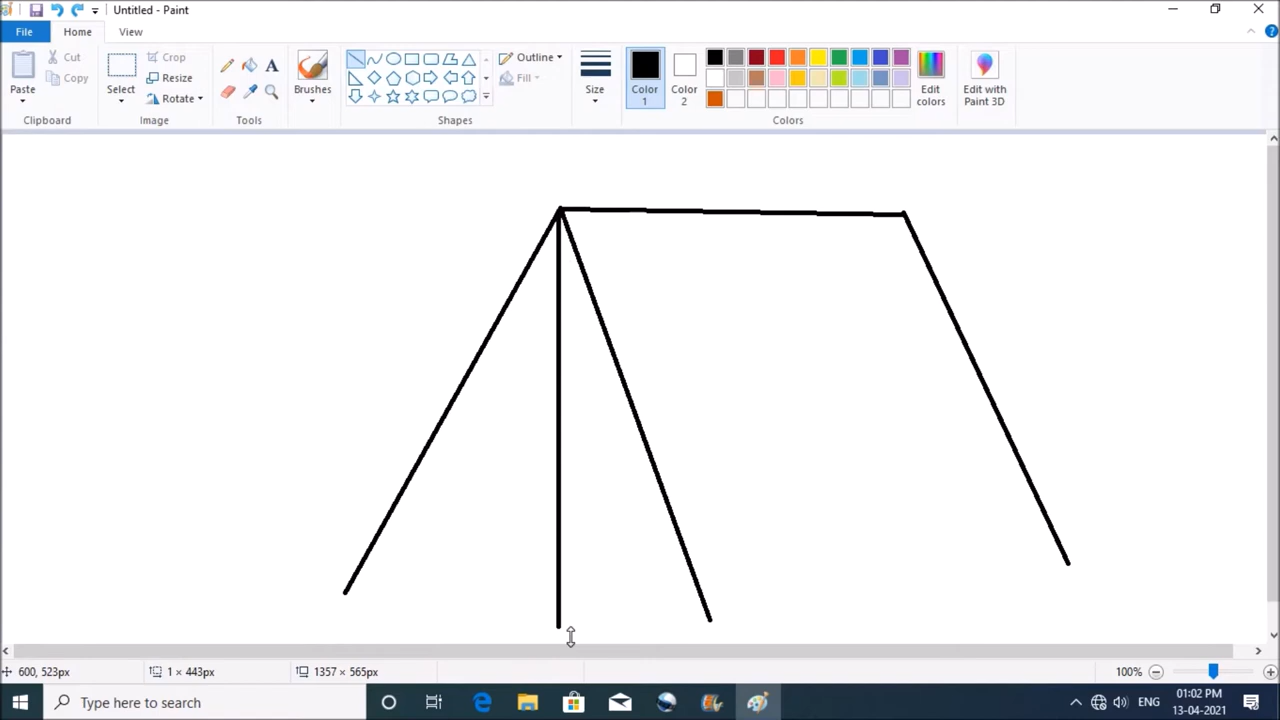 Untitled - Paint
File
Home
View
Paste
Cut
Copy
Clipboard
Select
Crop
Resize
Rotate
Image
A
Tools
Brushes
Outline
Fill
Shapes
Size
Color
1
Color
2
Edit
colors
Colors
Edit with
Paint 3D
600, 523px
1 × 443px
1357 × 565px
100%
Type here to search
ENG
01:02 PM
13-04-2021